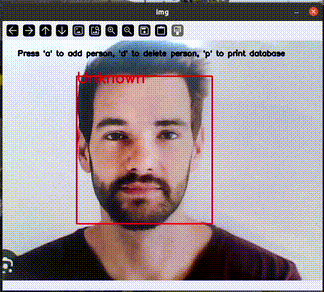 img
Press 'a' to add person, 'd' to delete person, 'p' to print database
Unknown